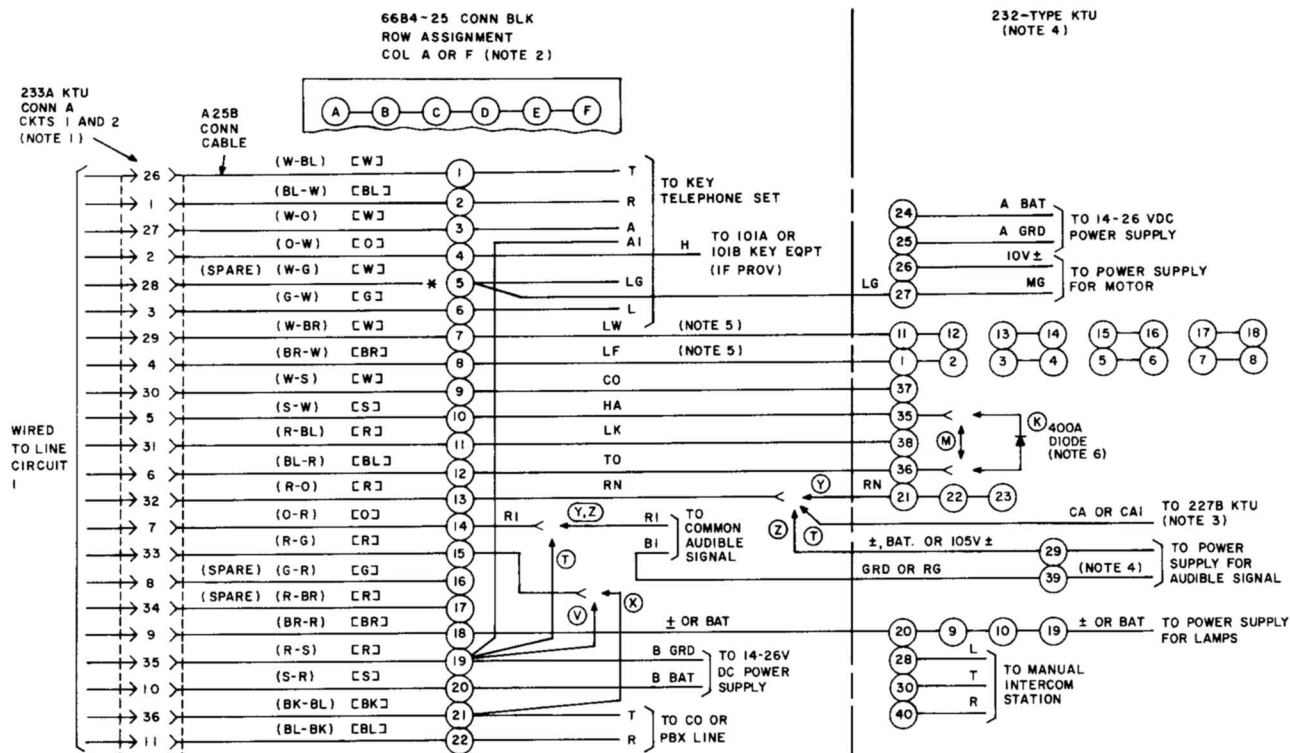 66B4-25 CONN BLK
ROW ASSIGNMENT
COL A OR F (NOTE 2)
232-TYPE KTU
(NOTE 4)
A B C D E F
233A KTU
CONN A
CKTS 1 AND 2
(NOTE 1)
A25B
CONN
CABLE
WIRED
TO LINE
CIRCUIT
1
26 (W-BL) [W] 1 T
1 (BL-W) [BL] 2 R
27 (W-O) [W] 3 A
A1
2 (O-W) [O] 4 H
28 (SPARE) (W-G) [W] * 5 LG LG 27 MG
3 (G-W) [G] 6 L
TO KEY
TELEPHONE SET
TO 101A OR
101B KEY EQPT
(IF PROV)
24 A BAT
25 A GRD
TO 14-26 VDC
POWER SUPPLY
26 10V ±
TO POWER SUPPLY
FOR MOTOR
29 (W-BR) [W] 7 LW (NOTE 5) 11 12 13 14 15 16 17 18
4 (BR-W) [BR] 8 LF (NOTE 5) 1 2 3 4 5 6 7 8
30 (W-S) [W] 9 CO 37
5 (S-W) [S] 10 HA 35
31 (R-BL) [R] 11 LK 38
6 (BL-R) [BL] 12 TO 36
M K 400A
DIODE
(NOTE 6)
32 (R-O) [R] 13 RN Y RN 21 22 23
7 (O-R) [O] 14 R1 Y,Z R1
B1
TO
COMMON
AUDIBLE
SIGNAL
Z T
CA OR CA1 TO 227B KTU
(NOTE 3)
33 (R-G) [R] 15 T
±, BAT. OR 105V ± 29
GRD OR RG 39 (NOTE 4)
TO POWER
SUPPLY FOR
AUDIBLE SIGNAL
8 (SPARE) (G-R) [G] 16
34 (SPARE) (R-BR) [R] 17 V X
9 (BR-R) [BR] 18 ± OR BAT 20 9 10 19 ± OR BAT TO POWER SUPPLY
FOR LAMPS
35 (R-S) [R] 19 B GRD
10 (S-R) [S] 20 B BAT
TO 14-26V
DC POWER
SUPPLY
28 L
30 T
40 R
TO MANUAL
INTERCOM
STATION
36 (BK-BL) [BK] 21 T
11 (BL-BK) [BL] 22 R
TO CO OR
PBX LINE